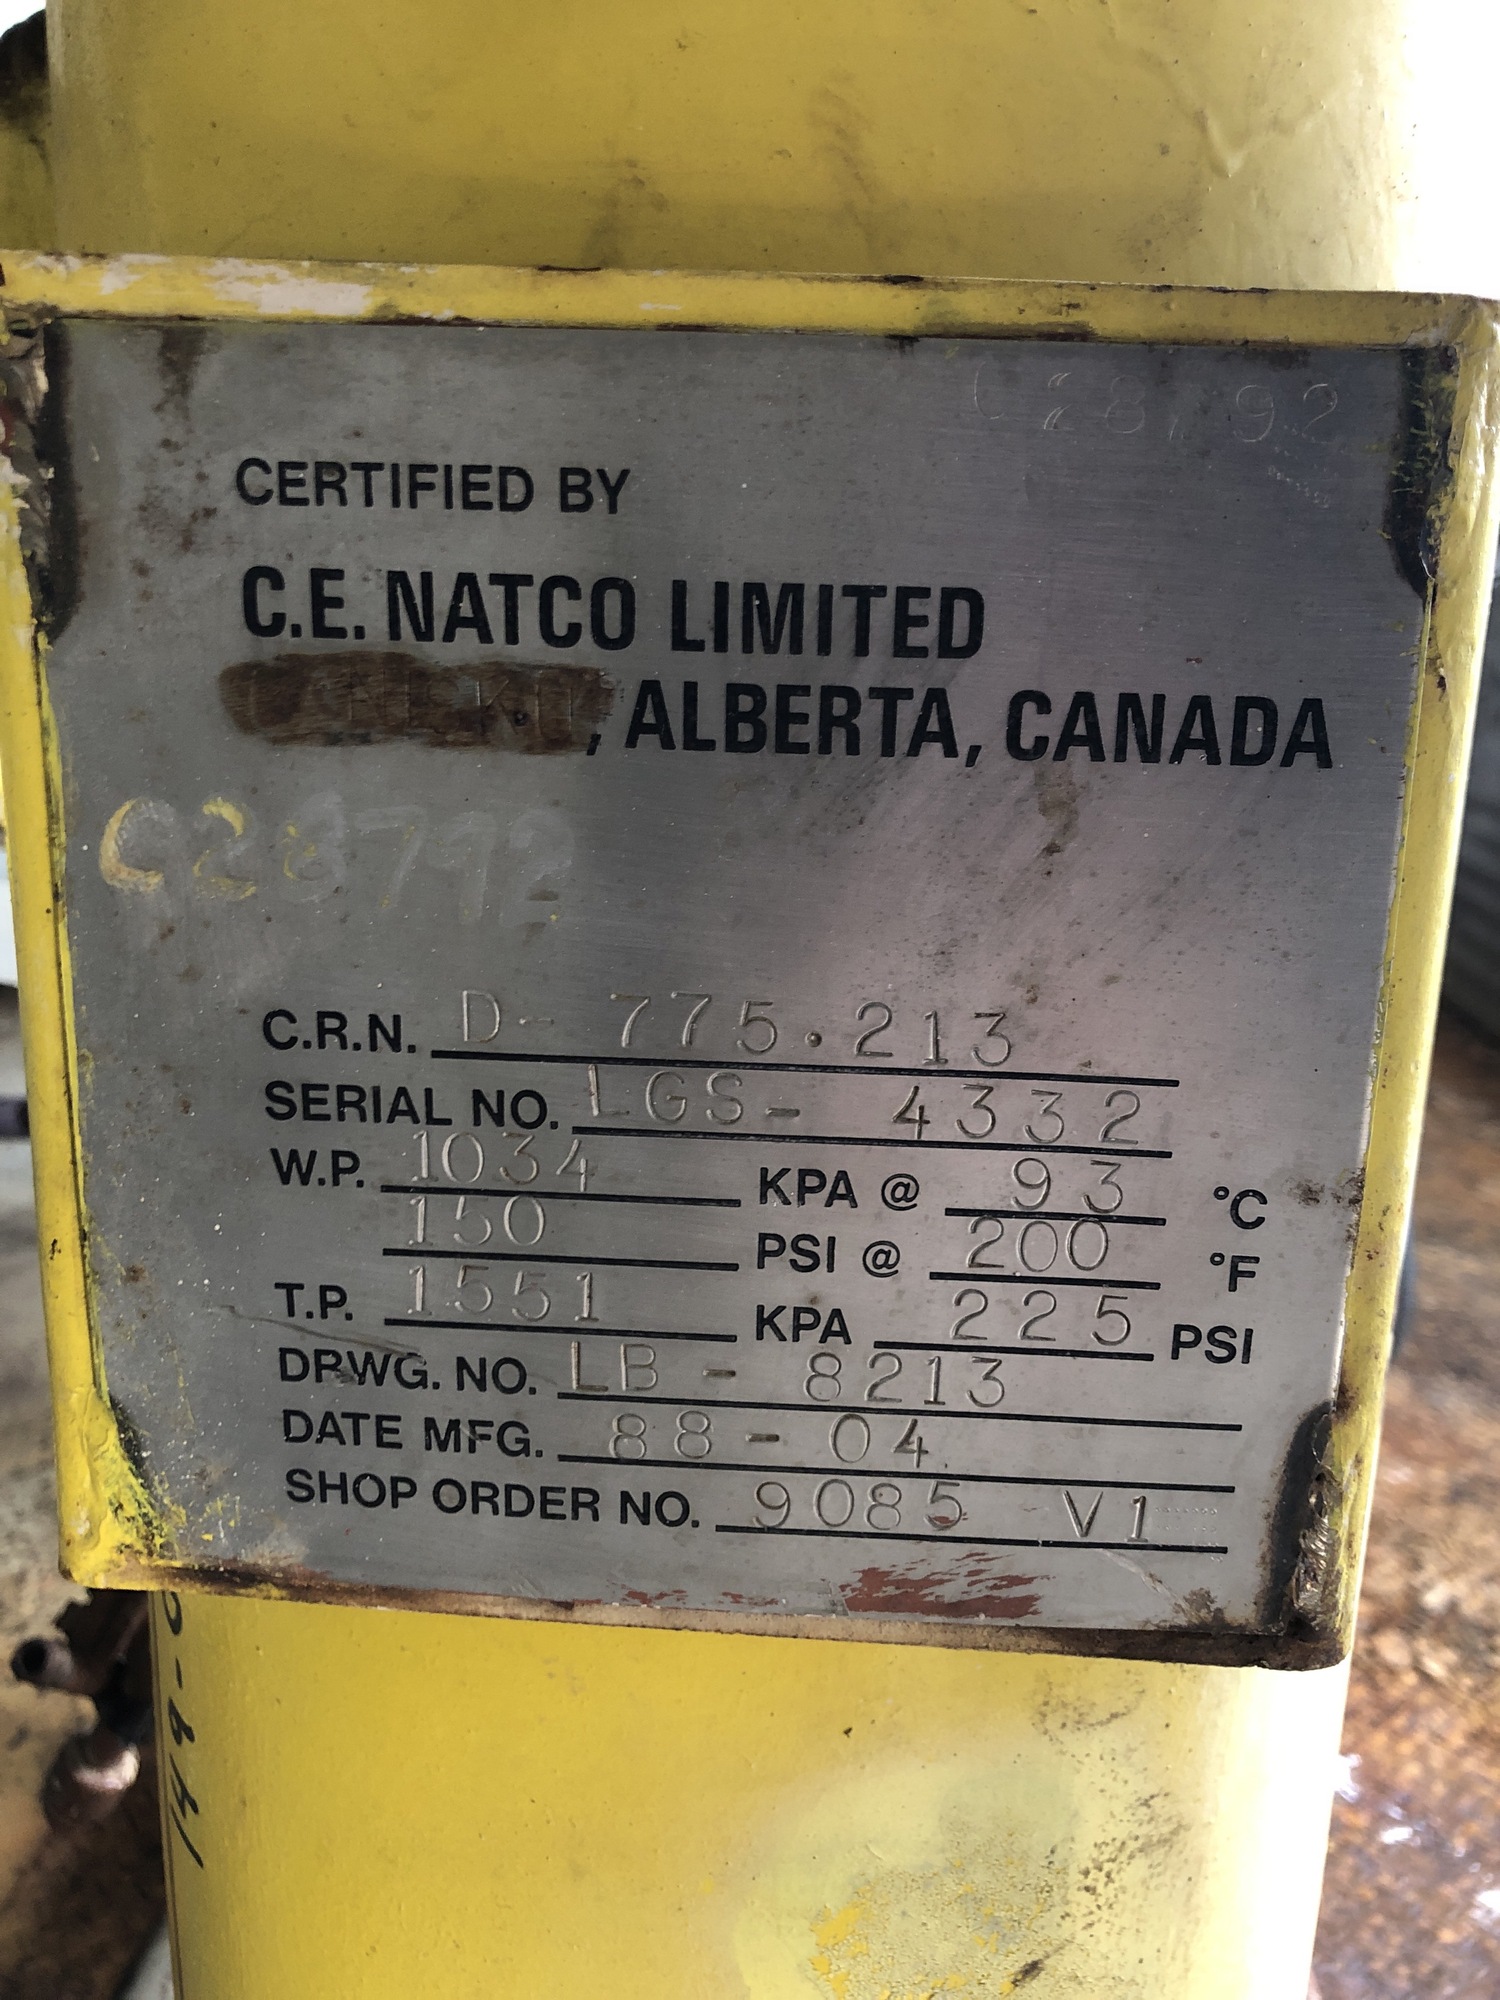 C28792
CERTIFIED BY
C.E. NATCO LIMITED
, ALBERTA, CANADA
C28792
C.R.N. D- 775.213
SERIAL NO. LGS- 4332
W.P. 1034 KPA @ 93 °C
150 PSI @ 200 °F
T.P. 1551 KPA 225 PSI
DRWG. NO. LB - 8213
DATE MFG. 88 - 04
SHOP ORDER NO. 9085 V1